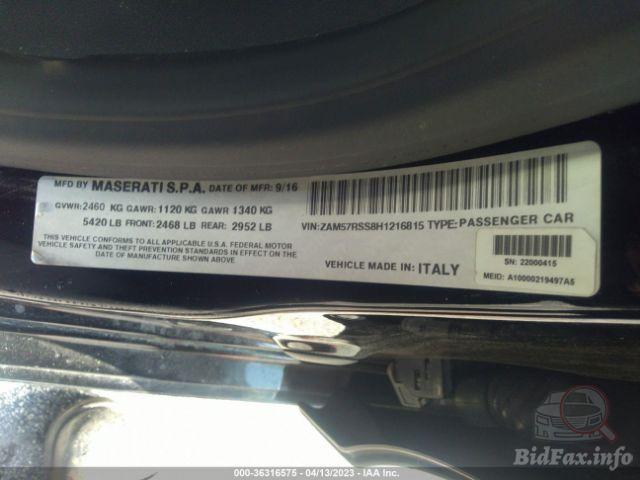 MFD BY MASERATI S.P.A. DATE OF MFR: 9/16
GVWR:2460 KG GAWR:1120 KG GAWR 1340 KG
5420 LB FRONT: 2468 LB REAR: 2952 LB
THIS VEHICLE CONFORMS TO ALL APPLICABLE U.S. FEDERAL MOTOR
VEHICLE SAFETY AND THEFT PREVENTION STANDARDS IN EFFECT
ON THE DATE OF MANUFACTURE SHOWN ABOVE
VIN:ZAM57RSS8H1216815 TYPE:PASSENGER CAR
VEHICLE MADE IN: ITALY
SN: 22000415
MEID: A10000219497A5
BidFax.info
000-36316575 - 04/13/2023 - IAA Inc.